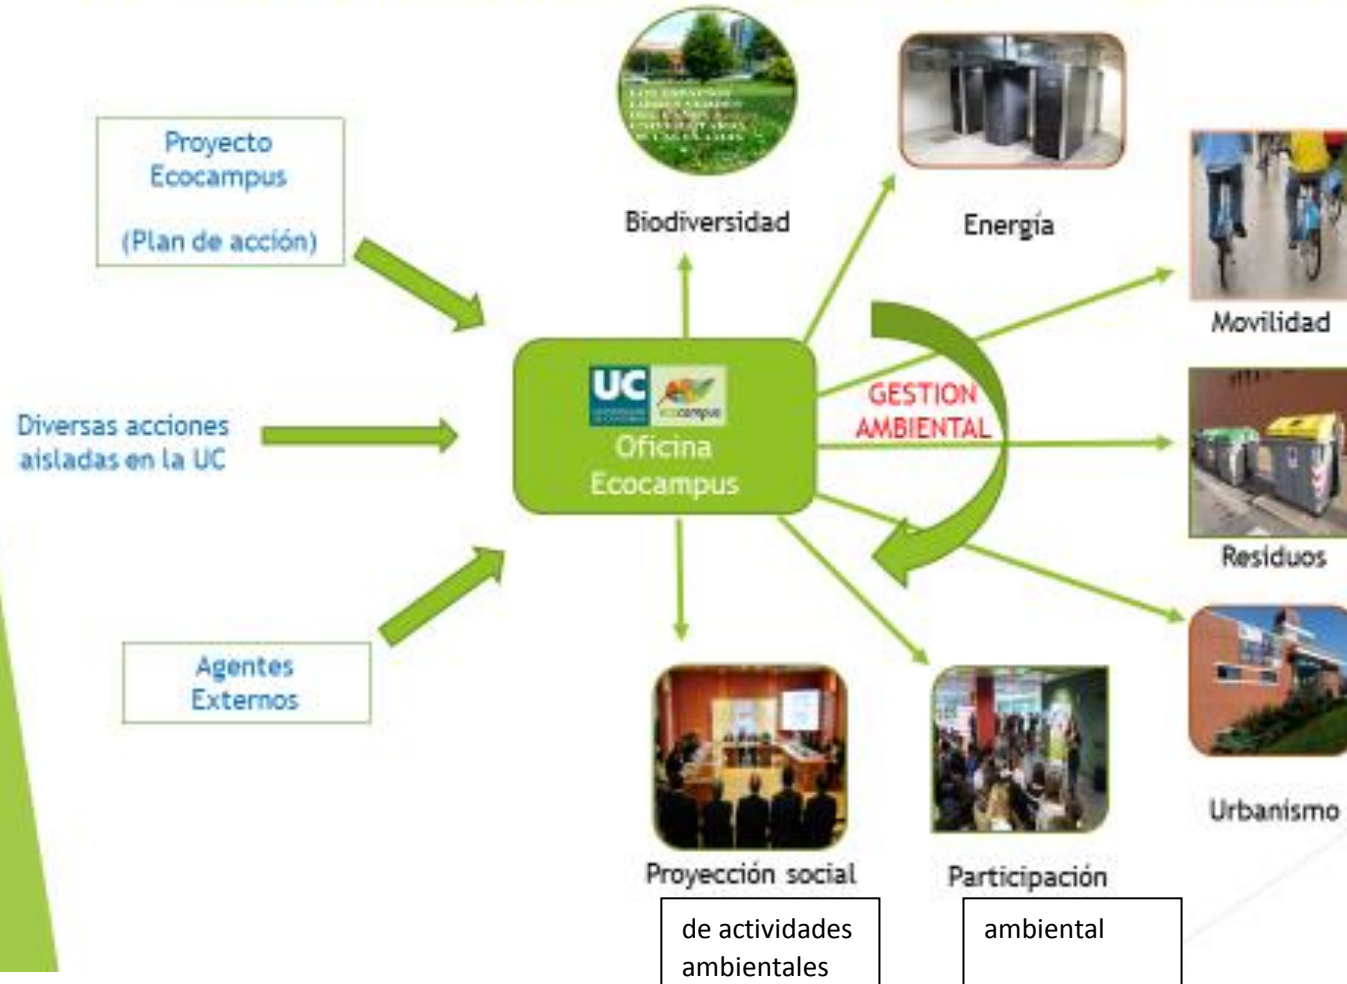 Proyecto
Ecocampus
(Plan de acción)
Diversas acciones
aisladas en la UC
Agentes
Externos
UC
ecocampus
Oficina
Ecocampus
GESTION
AMBIENTAL
Biodiversidad
Energía
Movilidad
Residuos
Urbanismo
Participación
ambiental
Proyección social
de actividades
ambientales